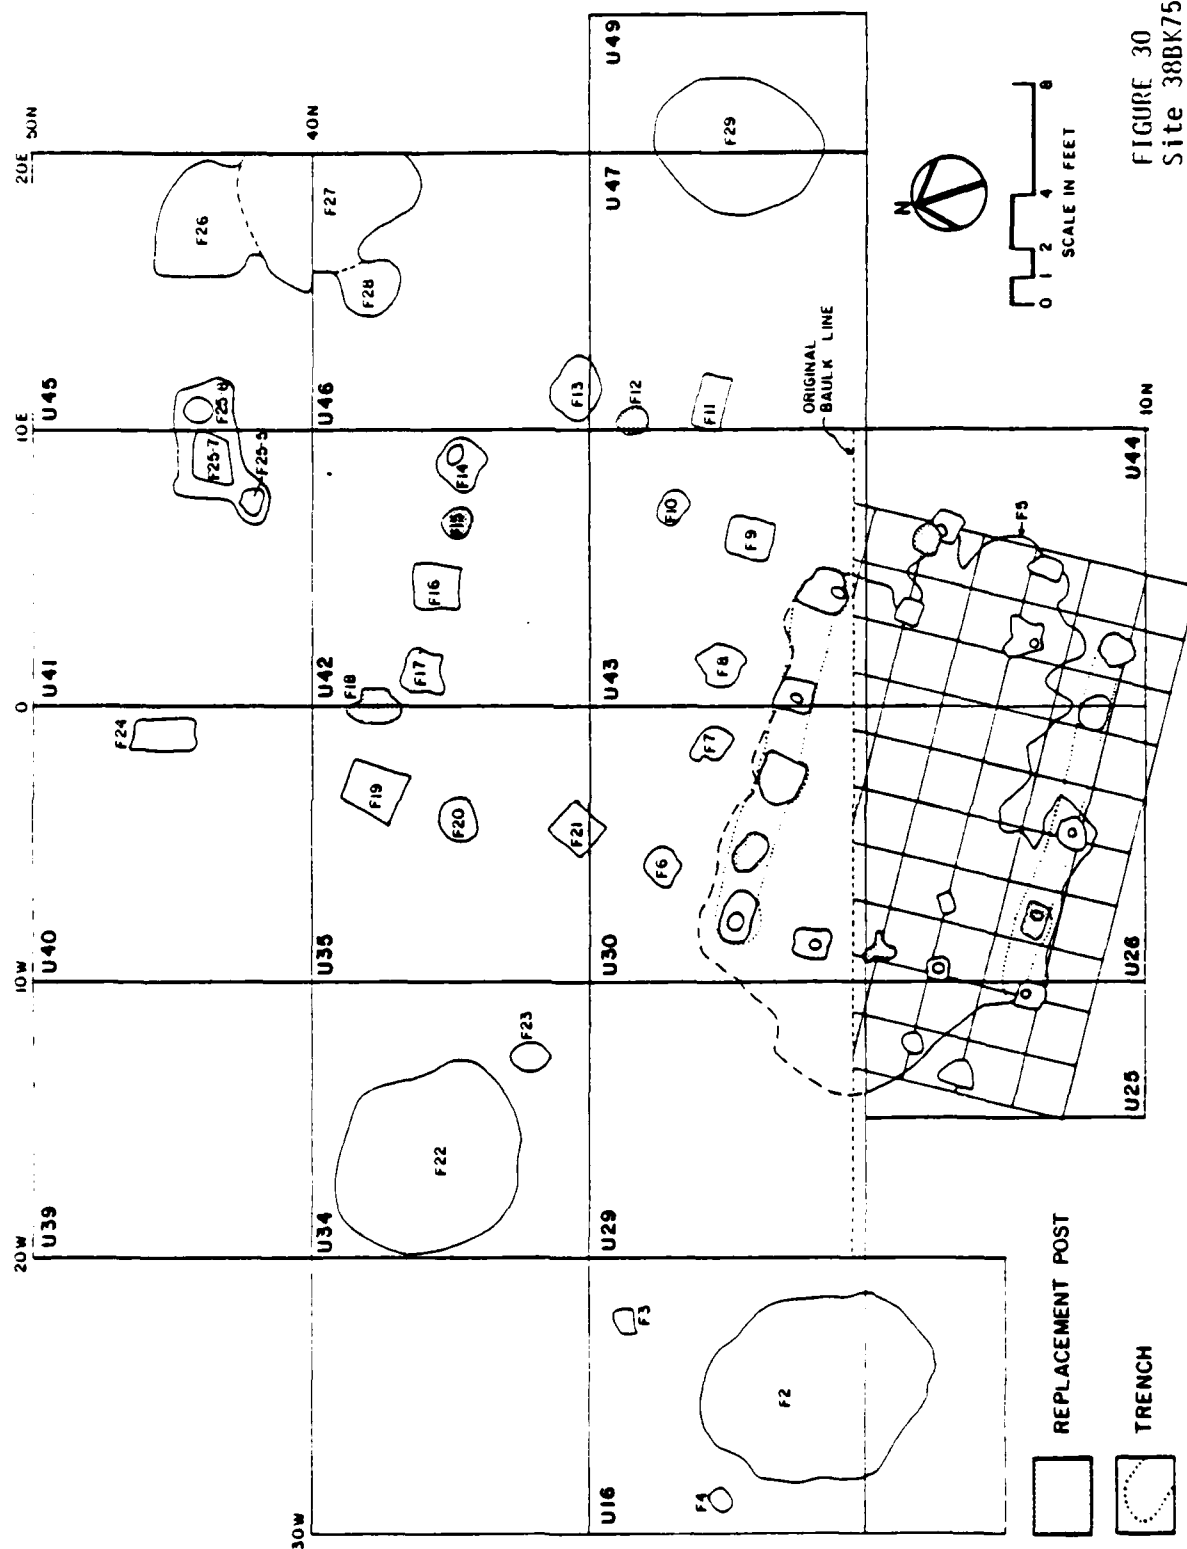 50N
20E
40N
U49
F26
F27
F28
F29
U47
N
0 1 2 4 8
SCALE IN FEET
FIGURE 30
Site 38BK75
10E
U45
F25-8
F25-7
F25-5
U46
F13
F12
F11
ORIGINAL
BAULK LINE
10N
F14
F15
F16
F17
F18
F10
F9
F8
U44
F5
0
U41
U42
U43
F24
F19
F20
F21
F7
F6
10W
U40
U35
U30
U26
F23
F22
U25
20W
U39
U34
U29
F3
F2
F4
30W
U16
REPLACEMENT POST
TRENCH